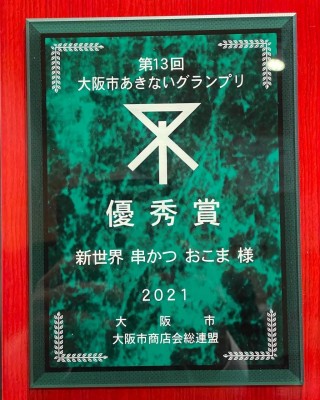 第13回
大阪市あきないグランプリ
優秀賞
新世界 串かつ おこま 様
2021
大阪市
大阪市商店会総連盟